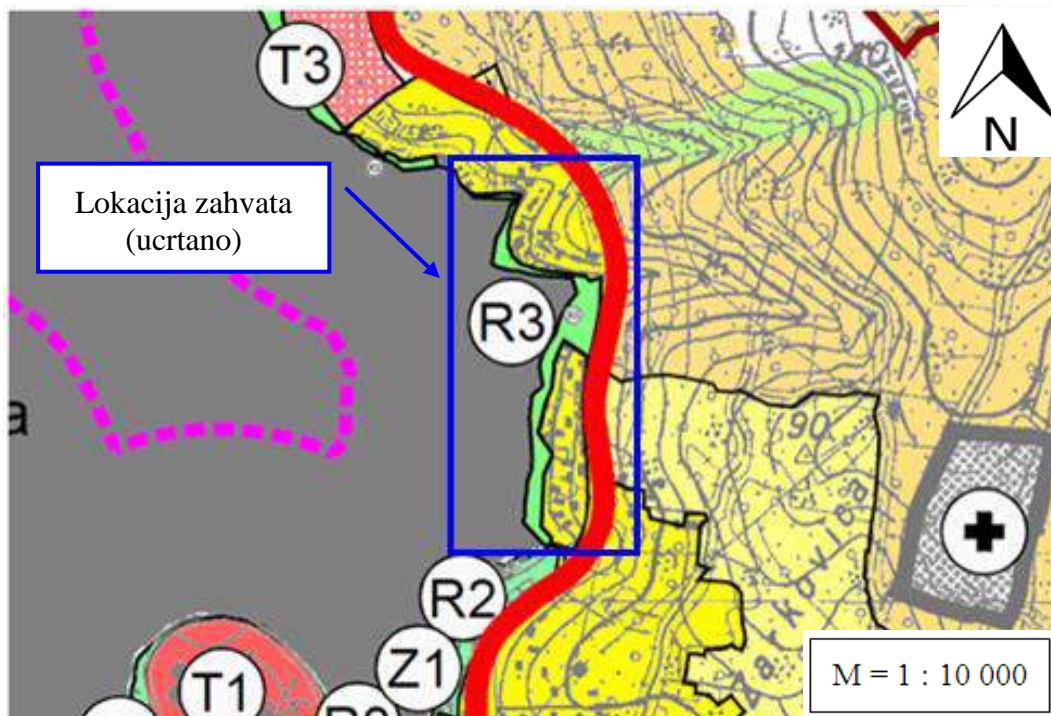 T3
N
Lokacija zahvata
(ucrtano)
R3
a
90
R2
Z1
T1
M = 1 : 10 000